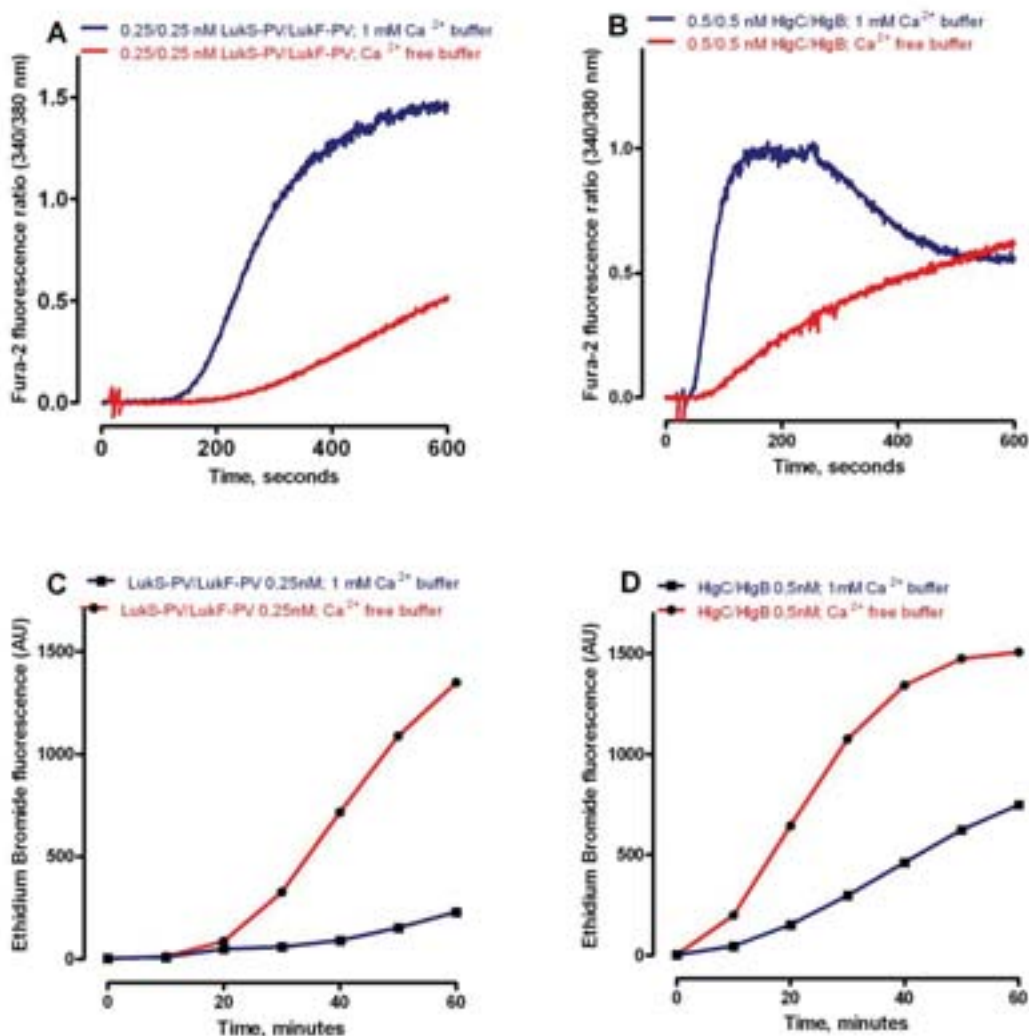 A
0.25/0.25 nM LukS-PV/LukF-PV; 1 mM Ca 2+ buffer
0.25/0.25 nM LukS-PV/LukF-PV; Ca 2+ free buffer
Fura-2 fluorescence ratio (340/380 nm)
1.5
1.0
0.5
0.0
0 200 400 600
Time, seconds
B
0.5/0.5 nM HlgC/HlgB; 1 mM Ca 2+ buffer
0.5/0.5 nM HlgC/HlgB; Ca 2+ free buffer
Fura-2 fluorescence ratio (340/380 nm)
1.0
0.5
0.0
0 200 400 600
Time, seconds
C
LukS-PV/LukF-PV 0.25nM; 1 mM Ca 2+ buffer
LukS-PV/LukF-PV 0.25nM; Ca 2+ free buffer
Ethidium Bromide fluorescence (AU)
1500
1000
500
0
0 20 40 60
Time, minutes
D
HlgC/HlgB 0,5nM; 1mM Ca 2+ buffer
HlgC/HlgB 0,5nM; Ca 2+ free buffer
Ethidium Bromide fluorescence (AU)
1500
1000
500
0
0 20 40 60
Time, minutes